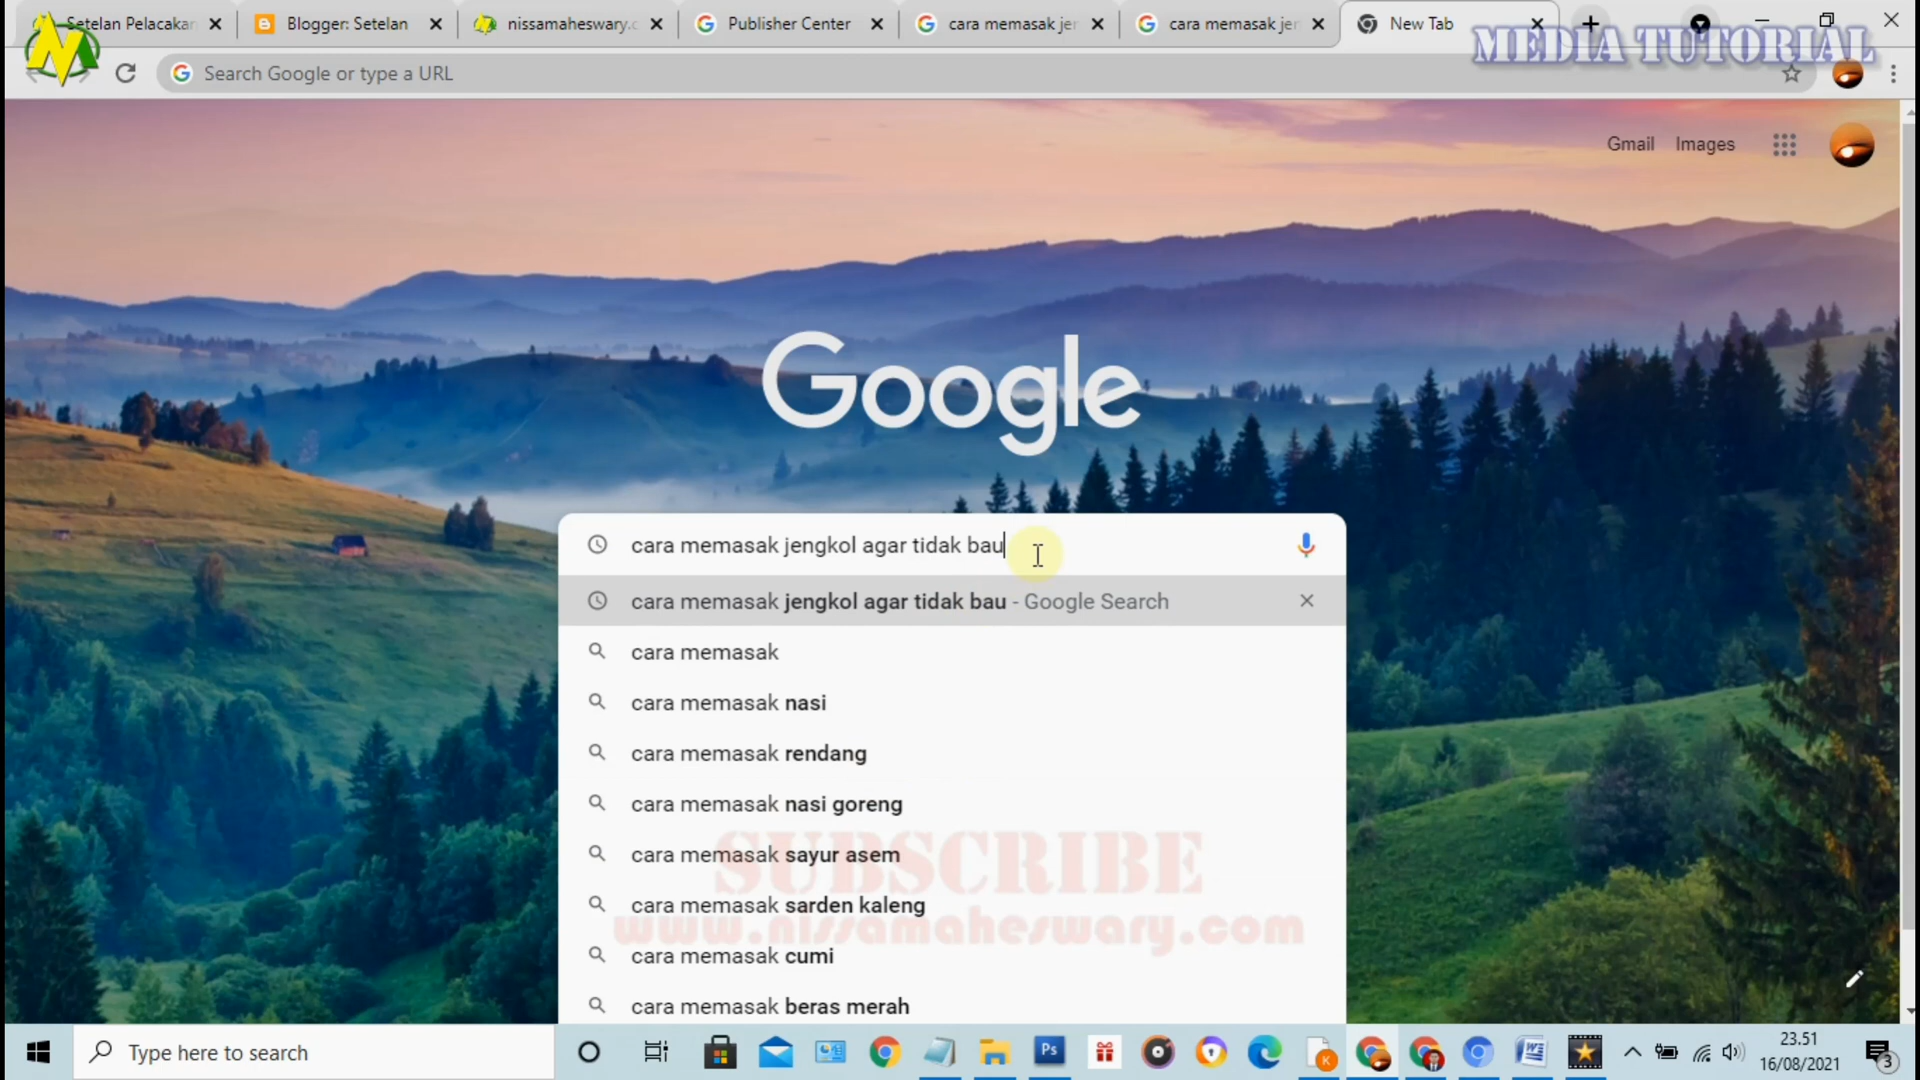 Setelan Pelacakan
Blogger: Setelan
nissamaheswary.c
Publisher Center
cara memasak jer
cara memasak jer
New Tab
MEDIA TUTORIAL
Search Google or type a URL
Gmail
Images
Google
cara memasak jengkol agar tidak bau
cara memasak jengkol agar tidak bau - Google Search
cara memasak
cara memasak nasi
cara memasak rendang
cara memasak nasi goreng
cara memasak sayur asem
SUBSCRIBE
cara memasak sarden kaleng
www.nissamaheswary.com
cara memasak cumi
cara memasak beras merah
Type here to search
Ps
K
23.51
16/08/2021
3